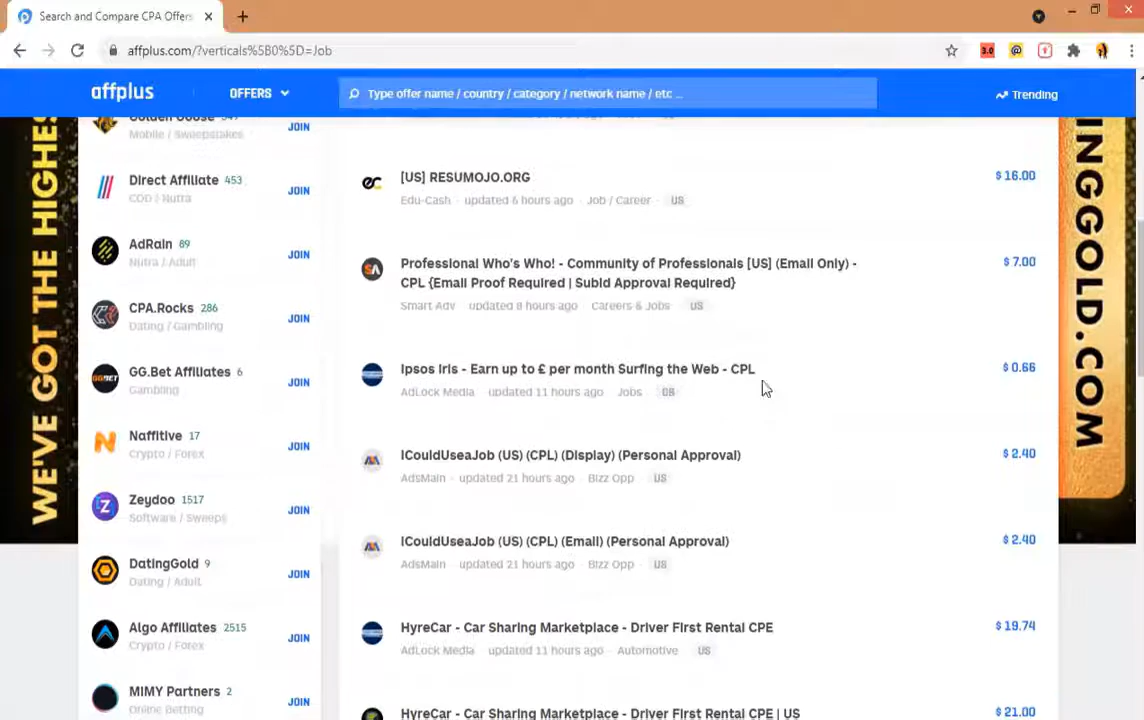 Search and Compare CPA Offers
affplus.com/?verticals%5B0%5D=Job
3.0
affplus
OFFERS
Type offer name / country / category / network name / etc ...
Trending
WE'VE GOT THE HIGHES
Golden Goose 547
Mobile / Sweepstakes
JOIN
Direct Affiliate 453
COD / Nutra
JOIN
AdRain 89
Nutra / Adult
JOIN
CPA.Rocks 286
Dating / Gambling
JOIN
GG.Bet Affiliates 6
Gambling
JOIN
GGBET
Naffitive 17
Crypto / Forex
JOIN
Zeydoo 1517
Software / Sweeps
JOIN
DatingGold 9
Dating / Adult
JOIN
Algo Affiliates 2515
Crypto / Forex
JOIN
MIMY Partners 2
Online Betting
JOIN
[US] RESUMOJO.ORG
$ 16.00
Edu-Cash updated 6 hours ago Job / Career US
Professional Who's Who! - Community of Professionals [US] (Email Only) -
CPL {Email Proof Required | Subid Approval Required}
$ 7.00
Smart Adv updated 8 hours ago Careers & Jobs US
Ipsos Iris - Earn up to £ per month Surfing the Web - CPL
$ 0.66
AdLock Media updated 11 hours ago Jobs GB
ICouldUseaJob (US) (CPL) (Display) (Personal Approval)
$ 2.40
AdsMain updated 21 hours ago Bizz Opp US
ICouldUseaJob (US) (CPL) (Email) (Personal Approval)
$ 2.40
AdsMain updated 21 hours ago Bizz Opp US
HyreCar - Car Sharing Marketplace - Driver First Rental CPE
$ 19.74
AdLock Media updated 11 hours ago Automotive US
HyreCar - Car Sharing Marketplace - Driver First Rental CPE | US
$ 21.00
INGGOLD.COM